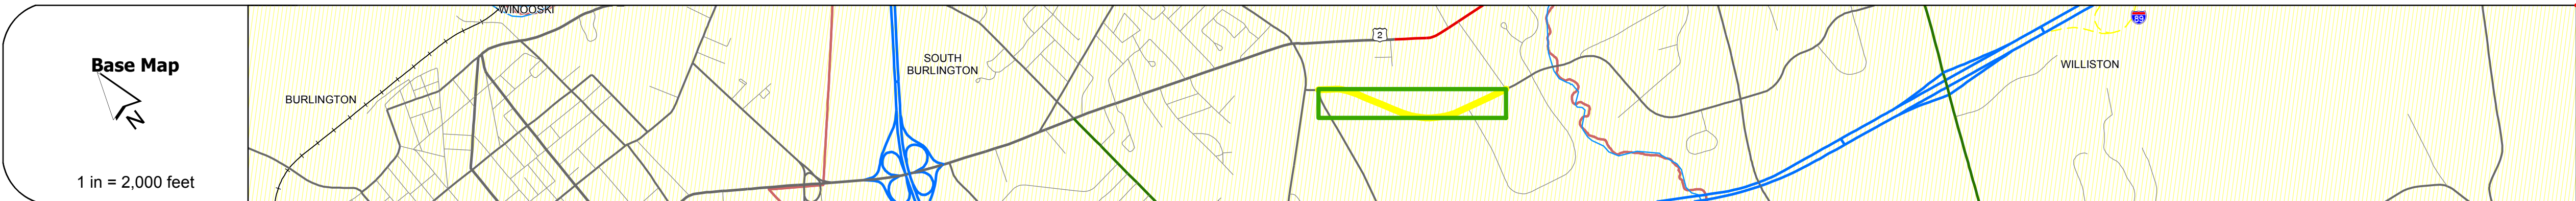 Base Map
N
1 in = 2,000 feet
WINOOSKI
BURLINGTON
SOUTH
BURLINGTON
2
89
WILLISTON